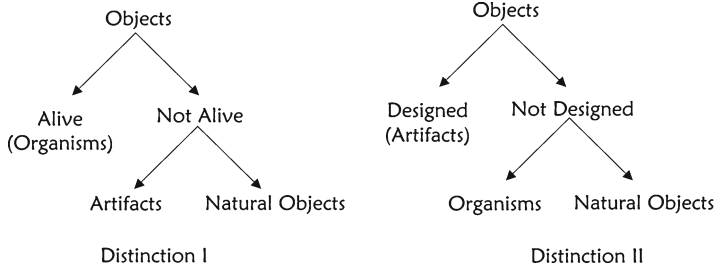 Objects
Alive
(Organisms)
Not Alive
Artifacts
Natural Objects
Distinction I
Objects
Designed
(Artifacts)
Not Designed
Organisms
Natural Objects
Distinction II